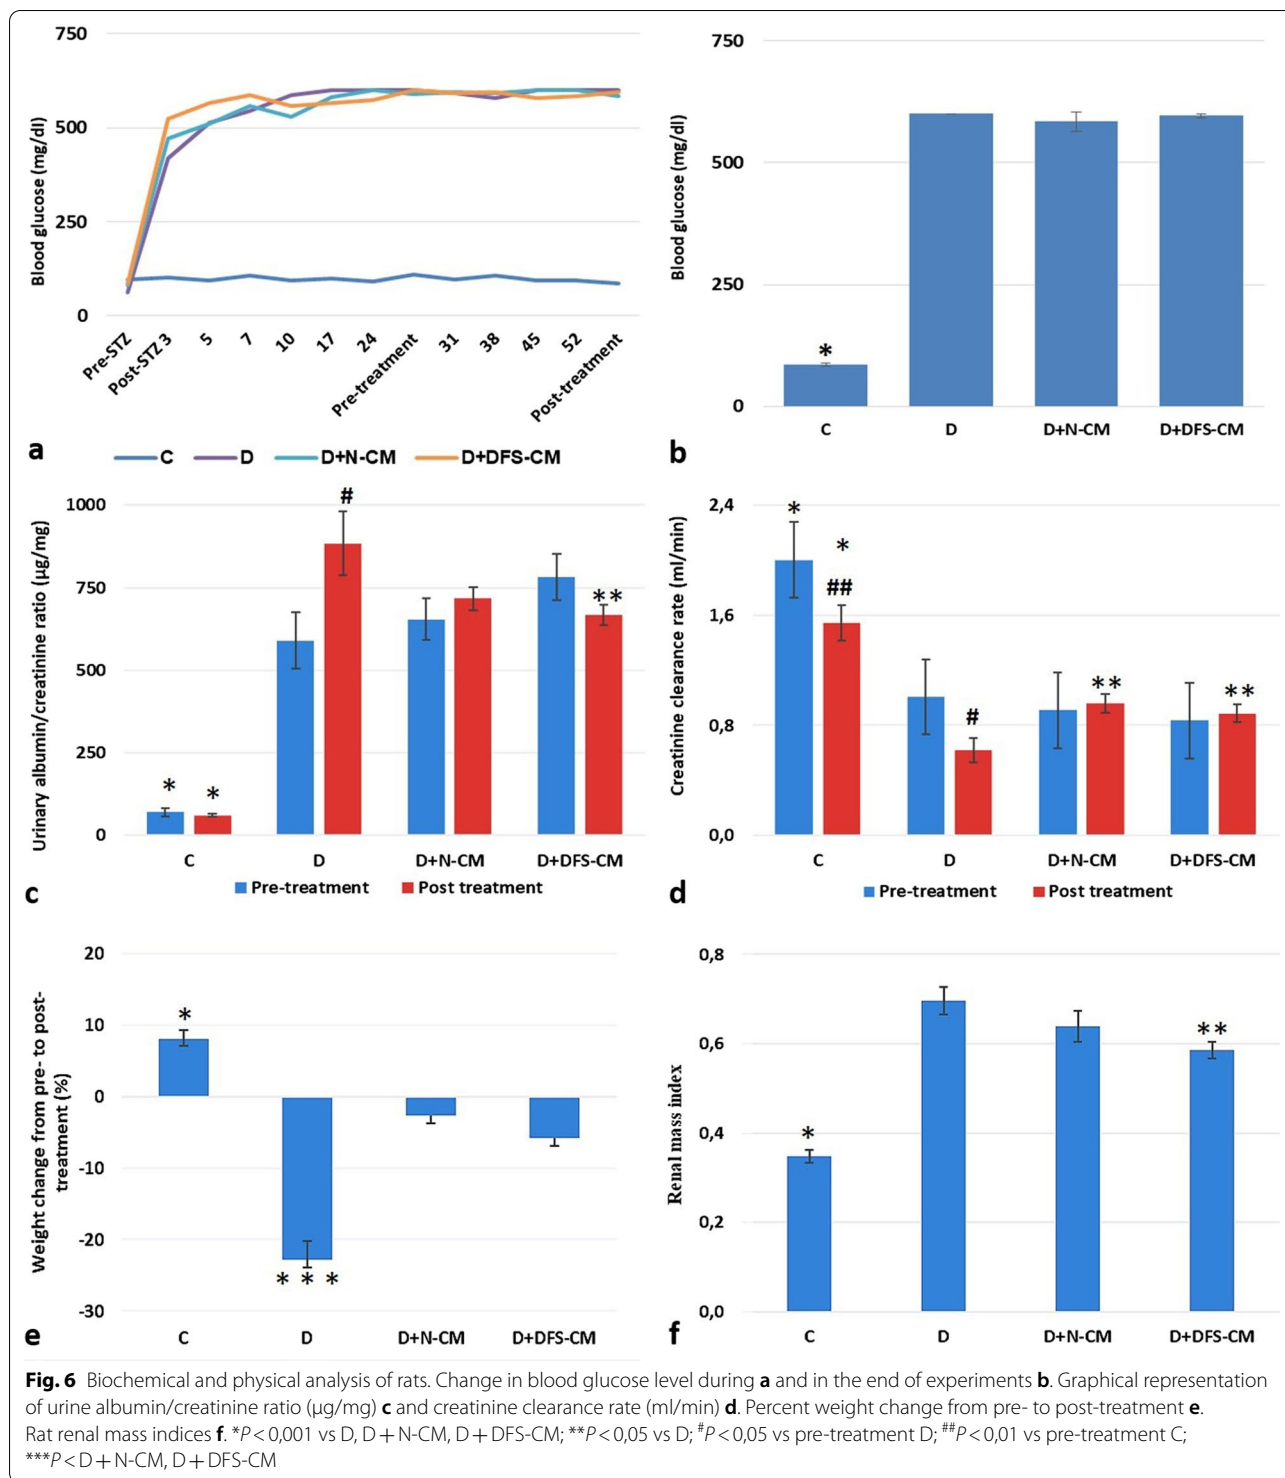 750
500
250
0
Blood glucose (mg/dl)
Pre-STZ
Post-STZ 3
5
7
10
17
24
Pre-treatment
31
38
45
52
Post-treatment
a
C
D
D+N-CM
D+DFS-CM
750
500
250
0
Blood glucose (mg/dl)
*
C
D
D+N-CM
D+DFS-CM
b
1000
750
500
250
0
Urinary albumin/creatinine ratio (µg/mg)
*
*
#
**
C
D
D+N-CM
D+DFS-CM
c
Pre-treatment
Post treatment
2,4
1,6
0,8
0,0
Creatinine clearance rate (ml/min)
*
*
##
#
**
**
C
D
D+N-CM
D+DFS-CM
d
Pre-treatment
Post treatment
20
10
0
-10
-20
-30
Weight change from pre- to post-
treatment (%)
*
* * *
C
D
D+N-CM
D+DFS-CM
e
0,8
0,6
0,4
0,2
0,0
Renal mass index
*
**
C
D
D+N-CM
D+DFS-CM
f
Fig. 6 Biochemical and physical analysis of rats. Change in blood glucose level during a and in the end of experiments b. Graphical representation
of urine albumin/creatinine ratio (µg/mg) c and creatinine clearance rate (ml/min) d. Percent weight change from pre- to post-treatment e.
Rat renal mass indices f. *P < 0,001 vs D, D + N-CM, D + DFS-CM; **P < 0,05 vs D; #P < 0,05 vs pre-treatment D; ##P < 0,01 vs pre-treatment C;
***P < D + N-CM, D + DFS-CM